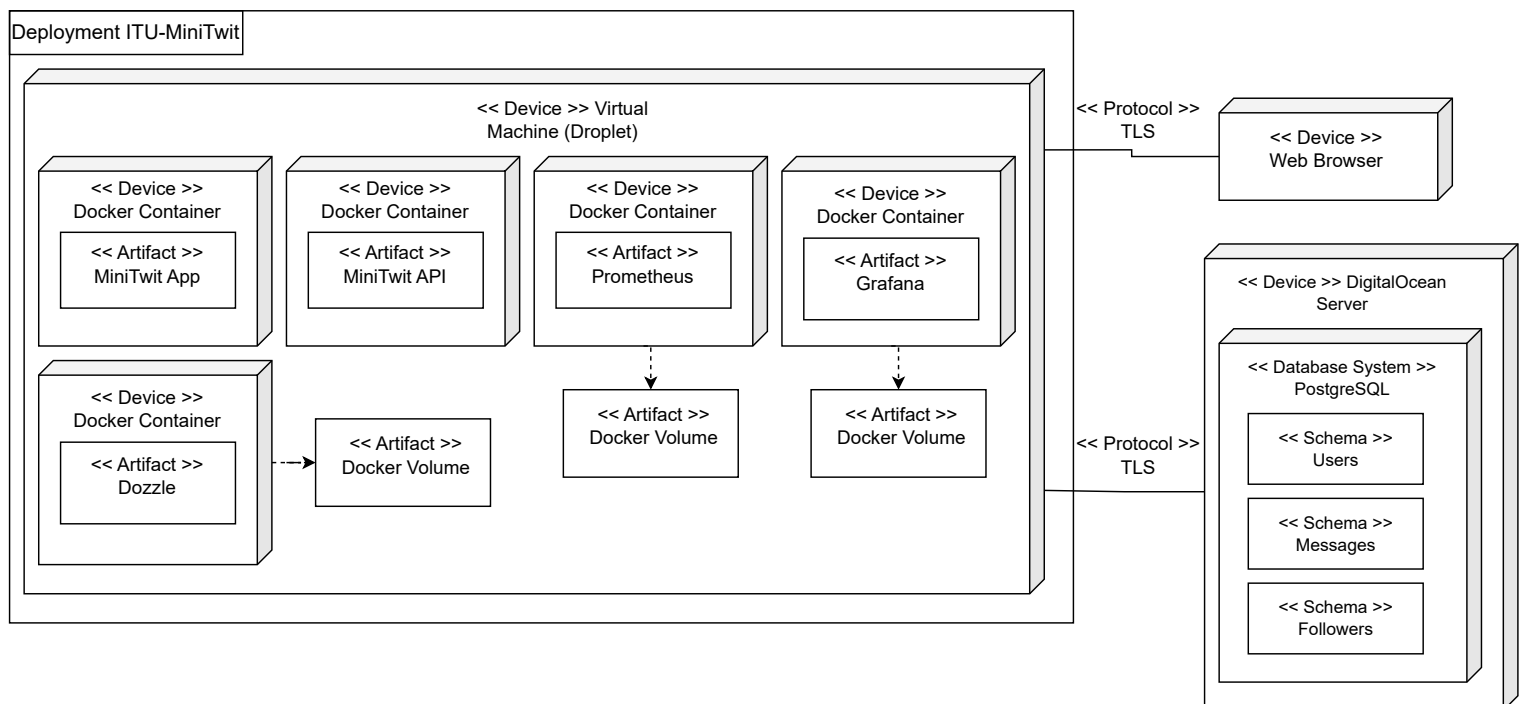 Deployment ITU-MiniTwit
<< Device >> Virtual
Machine (Droplet)
<< Device >>
Docker Container
<< Artifact >>
MiniTwit App
<< Device >>
Docker Container
<< Artifact >>
MiniTwit API
<< Device >>
Docker Container
<< Artifact >>
Prometheus
<< Device >>
Docker Container
<< Artifact >>
Grafana
<< Device >>
Docker Container
<< Artifact >>
Dozzle
<< Artifact >>
Docker Volume
<< Artifact >>
Docker Volume
<< Artifact >>
Docker Volume
<< Protocol >>
TLS
<< Device >>
Web Browser
<< Protocol >>
TLS
<< Device >> DigitalOcean
Server
<< Database System >>
PostgreSQL
<< Schema >>
Users
<< Schema >>
Messages
<< Schema >>
Followers